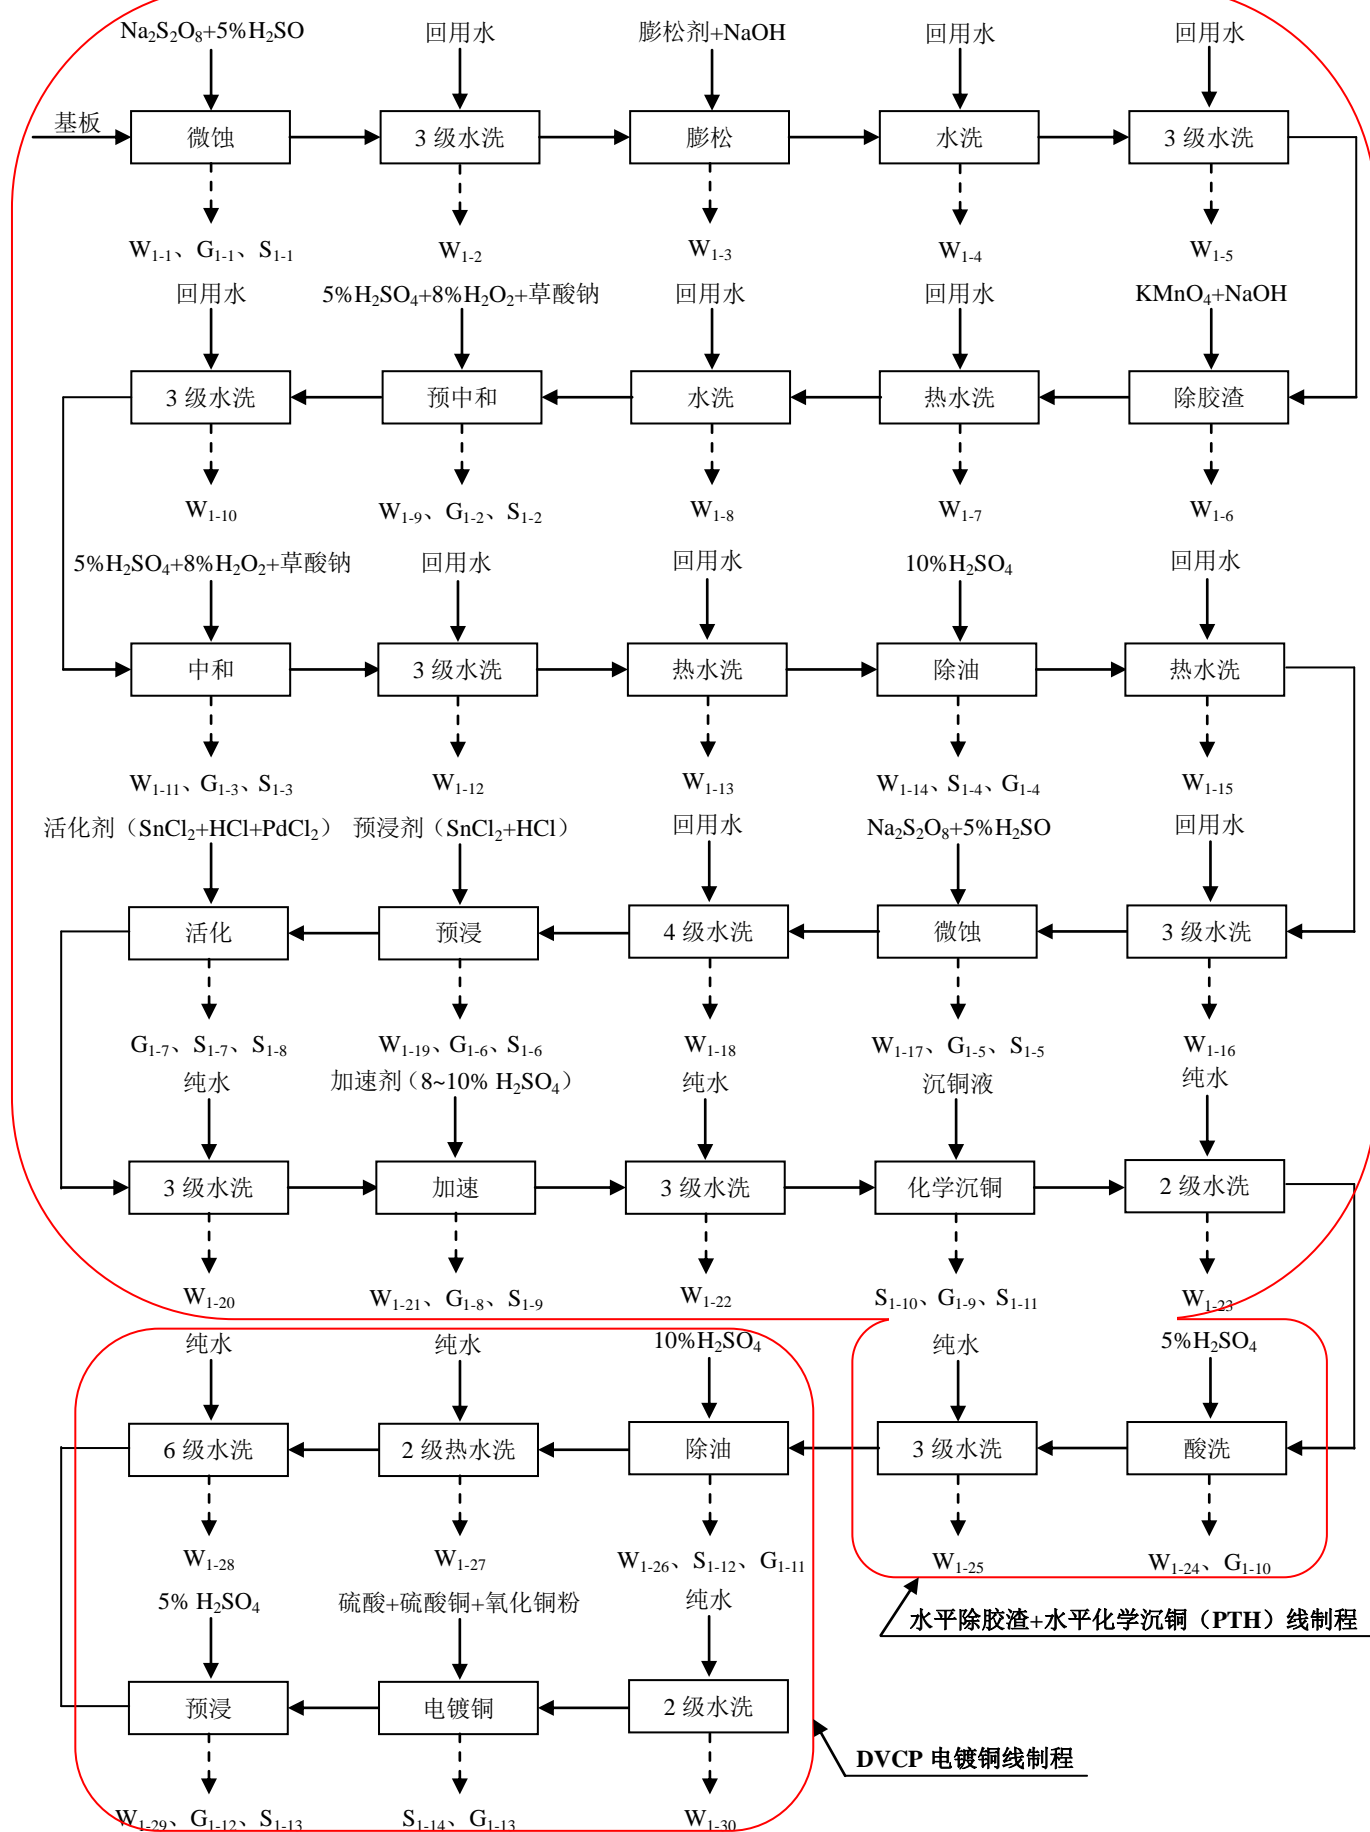 Na₂S₂O₈+5%H₂SO 回用水 膨松剂+NaOH 回用水 回用水
基板 微蚀 3 级水洗 膨松 水洗 3 级水洗
W₁₋₁、G₁₋₁、S₁₋₁ W₁₋₂ W₁₋₃ W₁₋₄ W₁₋₅
回用水 5%H₂SO₄+8%H₂O₂+草酸钠 回用水 回用水 KMnO₄+NaOH
3 级水洗 预中和 水洗 热水洗 除胶渣
W₁₋₁₀ W₁₋₉、G₁₋₂、S₁₋₂ W₁₋₈ W₁₋₇ W₁₋₆
5%H₂SO₄+8%H₂O₂+草酸钠 回用水 回用水 10%H₂SO₄ 回用水
中和 3 级水洗 热水洗 除油 热水洗
W₁₋₁₁、G₁₋₃、S₁₋₃ W₁₋₁₂ W₁₋₁₃ W₁₋₁₄、S₁₋₄、G₁₋₄ W₁₋₁₅
活化剂（SnCl₂+HCl+PdCl₂） 预浸剂（SnCl₂+HCl） 回用水 Na₂S₂O₈+5%H₂SO 回用水
活化 预浸 4 级水洗 微蚀 3 级水洗
G₁₋₇、S₁₋₇、S₁₋₈ W₁₋₁₉、G₁₋₆、S₁₋₆ W₁₋₁₈ W₁₋₁₇、G₁₋₅、S₁₋₅ W₁₋₁₆
纯水 加速剂（8~10% H₂SO₄） 纯水 沉铜液 纯水
3 级水洗 加速 3 级水洗 化学沉铜 2 级水洗
W₁₋₂₀ W₁₋₂₁、G₁₋₈、S₁₋₉ W₁₋₂₂ S₁₋₁₀、G₁₋₉、S₁₋₁₁ W₁₋₂₃
纯水 纯水 10%H₂SO₄ 纯水 5%H₂SO₄
6 级水洗 2 级热水洗 除油 3 级水洗 酸洗
W₁₋₂₈ W₁₋₂₇ W₁₋₂₆、S₁₋₁₂、G₁₋₁₁ W₁₋₂₅ W₁₋₂₄、G₁₋₁₀
5% H₂SO₄ 硫酸+硫酸铜+氧化铜粉 纯水
水平除胶渣+水平化学沉铜（PTH）线制程
预浸 电镀铜 2 级水洗
DVCP 电镀铜线制程
W₁₋₂₉、G₁₋₁₂、S₁₋₁₃ S₁₋₁₄、G₁₋₁₃ W₁₋₃₀